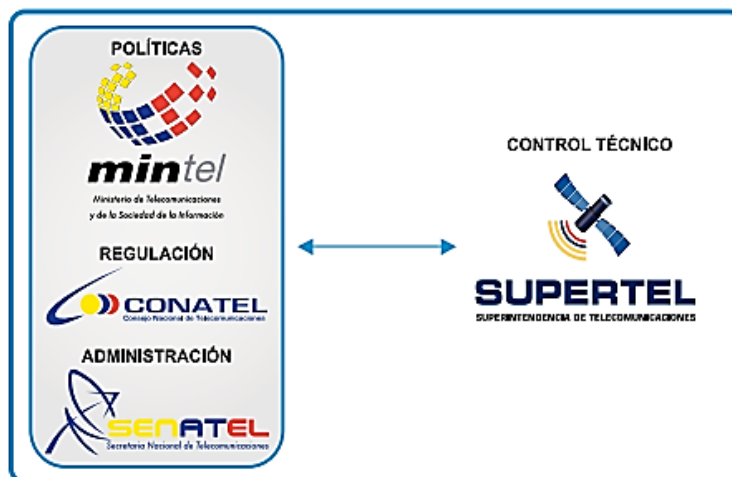 POLÍTICAS
mintel
Ministerio de Telecomunicaciones
y de la Sociedad de la Información
REGULACIÓN
CONATEL
Consejo Nacional de Telecomunicaciones
ADMINISTRACIÓN
SENATEL
Secretaría Nacional de Telecomunicaciones
CONTROL TÉCNICO
SUPERTEL
SUPERINTENDENCIA DE TELECOMUNICACIONES